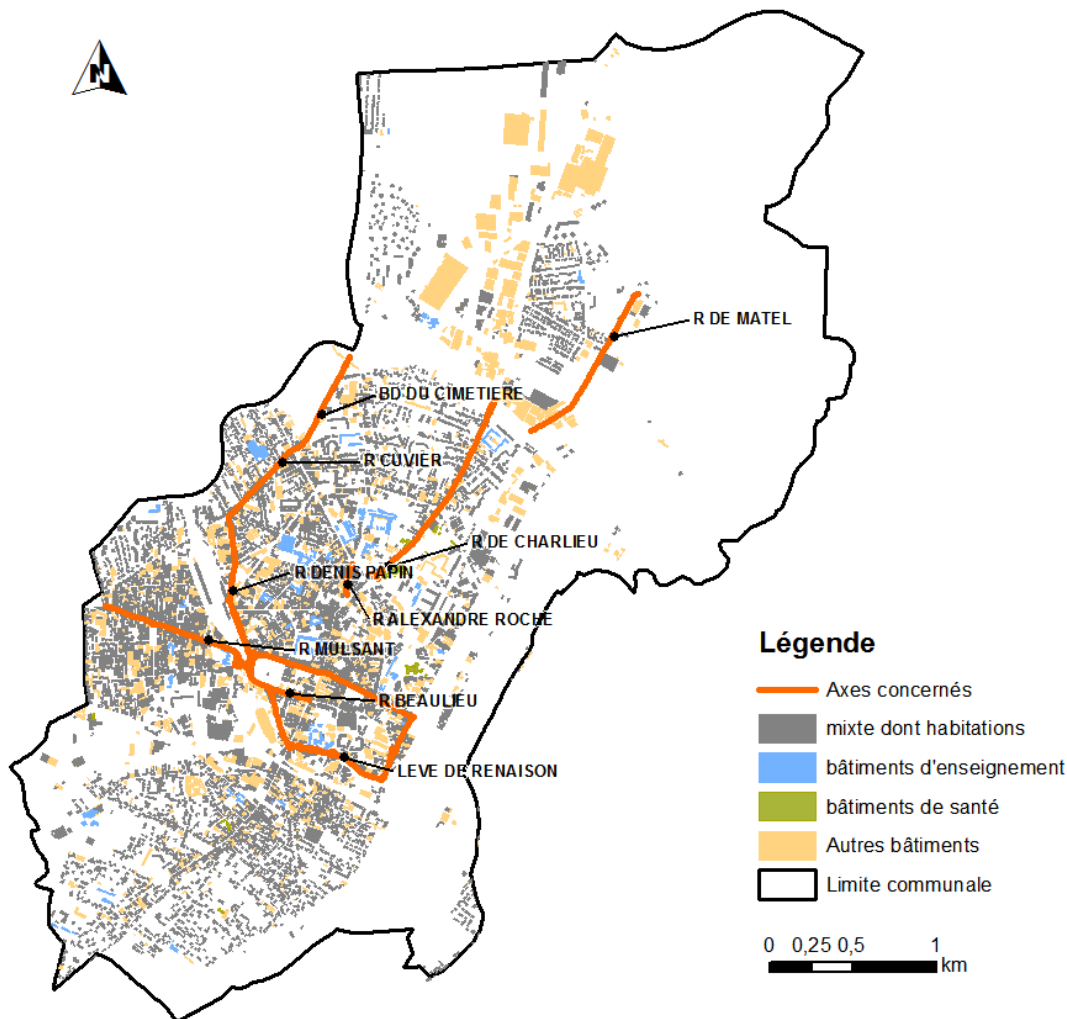 N
R DE MATEL
BD DU CIMETIERE
R CUVIER
R DE CHARLIEU
R DENIS PAPIN
R ALEXANDRE ROCHE
R MULSANT
R BEAULIEU
LEVE DE RENAISON
Légende
Axes concernés
mixte dont habitations
bâtiments d'enseignement
bâtiments de santé
Autres bâtiments
Limite communale
0 0,25 0,5 1
km